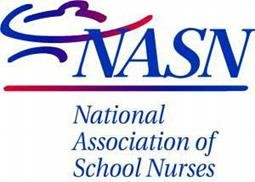 NASN
National
Association of
School Nurses